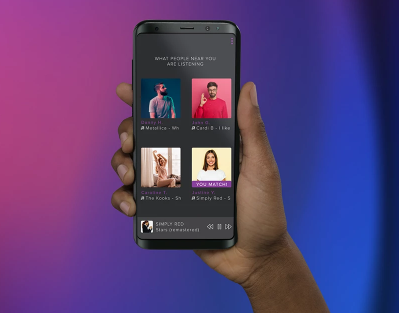 WHAT PEOPLE NEAR YOU
ARE LISTENING
Danny H.
Metallica - Wh
John G.
Cardi B - I like
Caroline T.
The Kooks - Sh
YOU MATCH!
Justine Y.
Simply Red - S
SIMPLY RED
Stars (remastered)